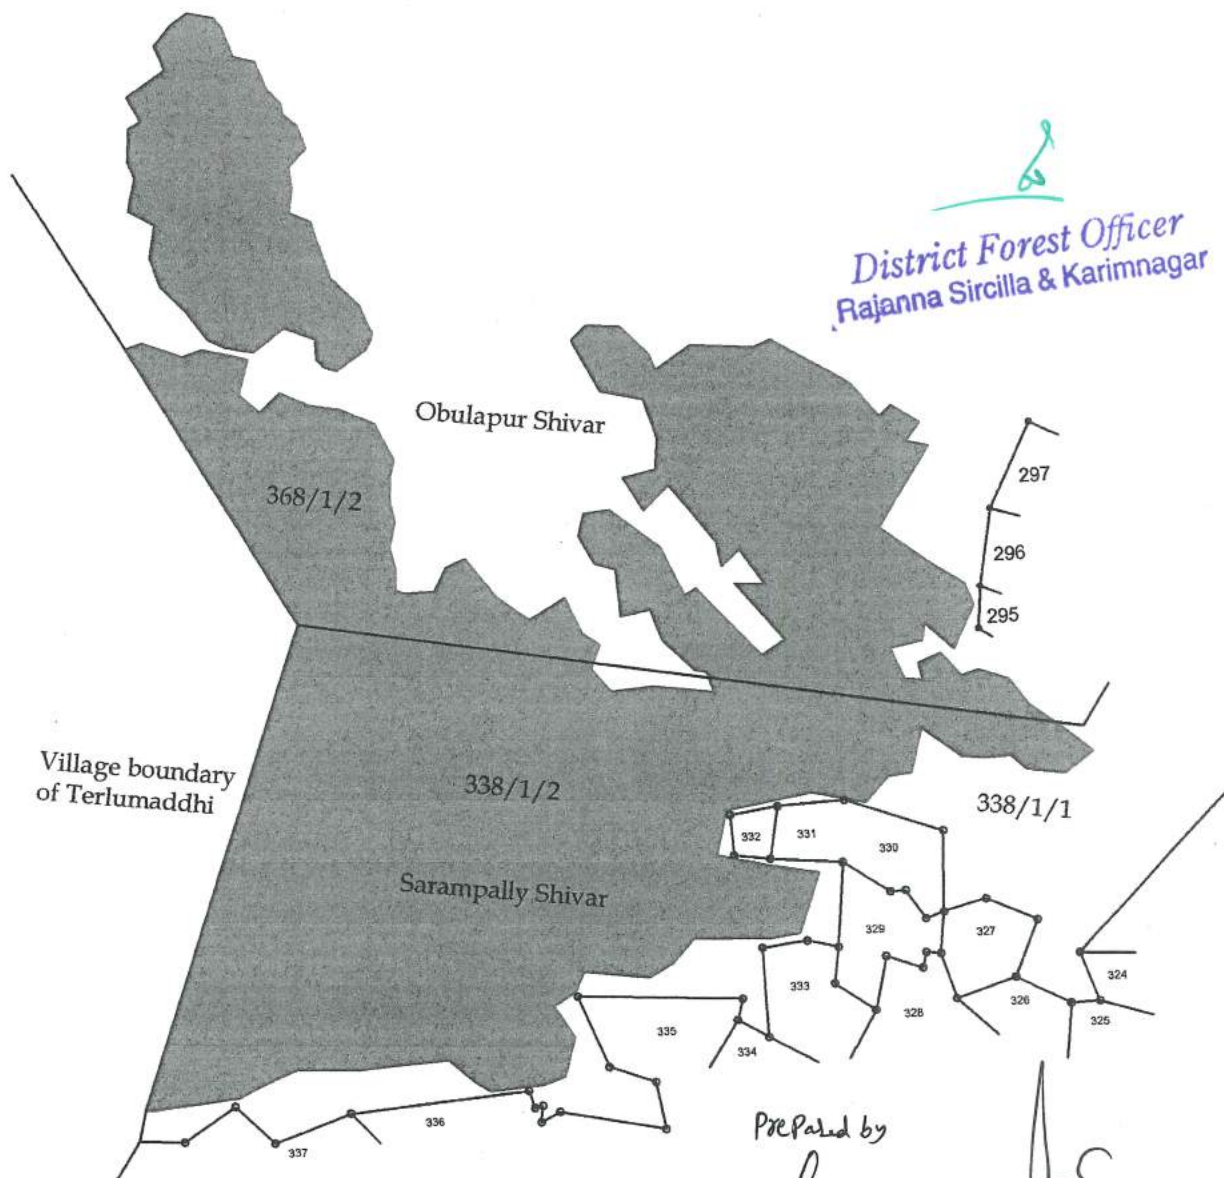 District Forest Officer
Rajanna Sircilla & Karimnagar
Obulapur Shivar
297
368/1/2
296
295
Village boundary
of Terlumaddhi
338/1/2
338/1/1
332
331
330
Sarampally Shivar
329
327
324
333
326
328
325
335
334
336
337
Prepared by